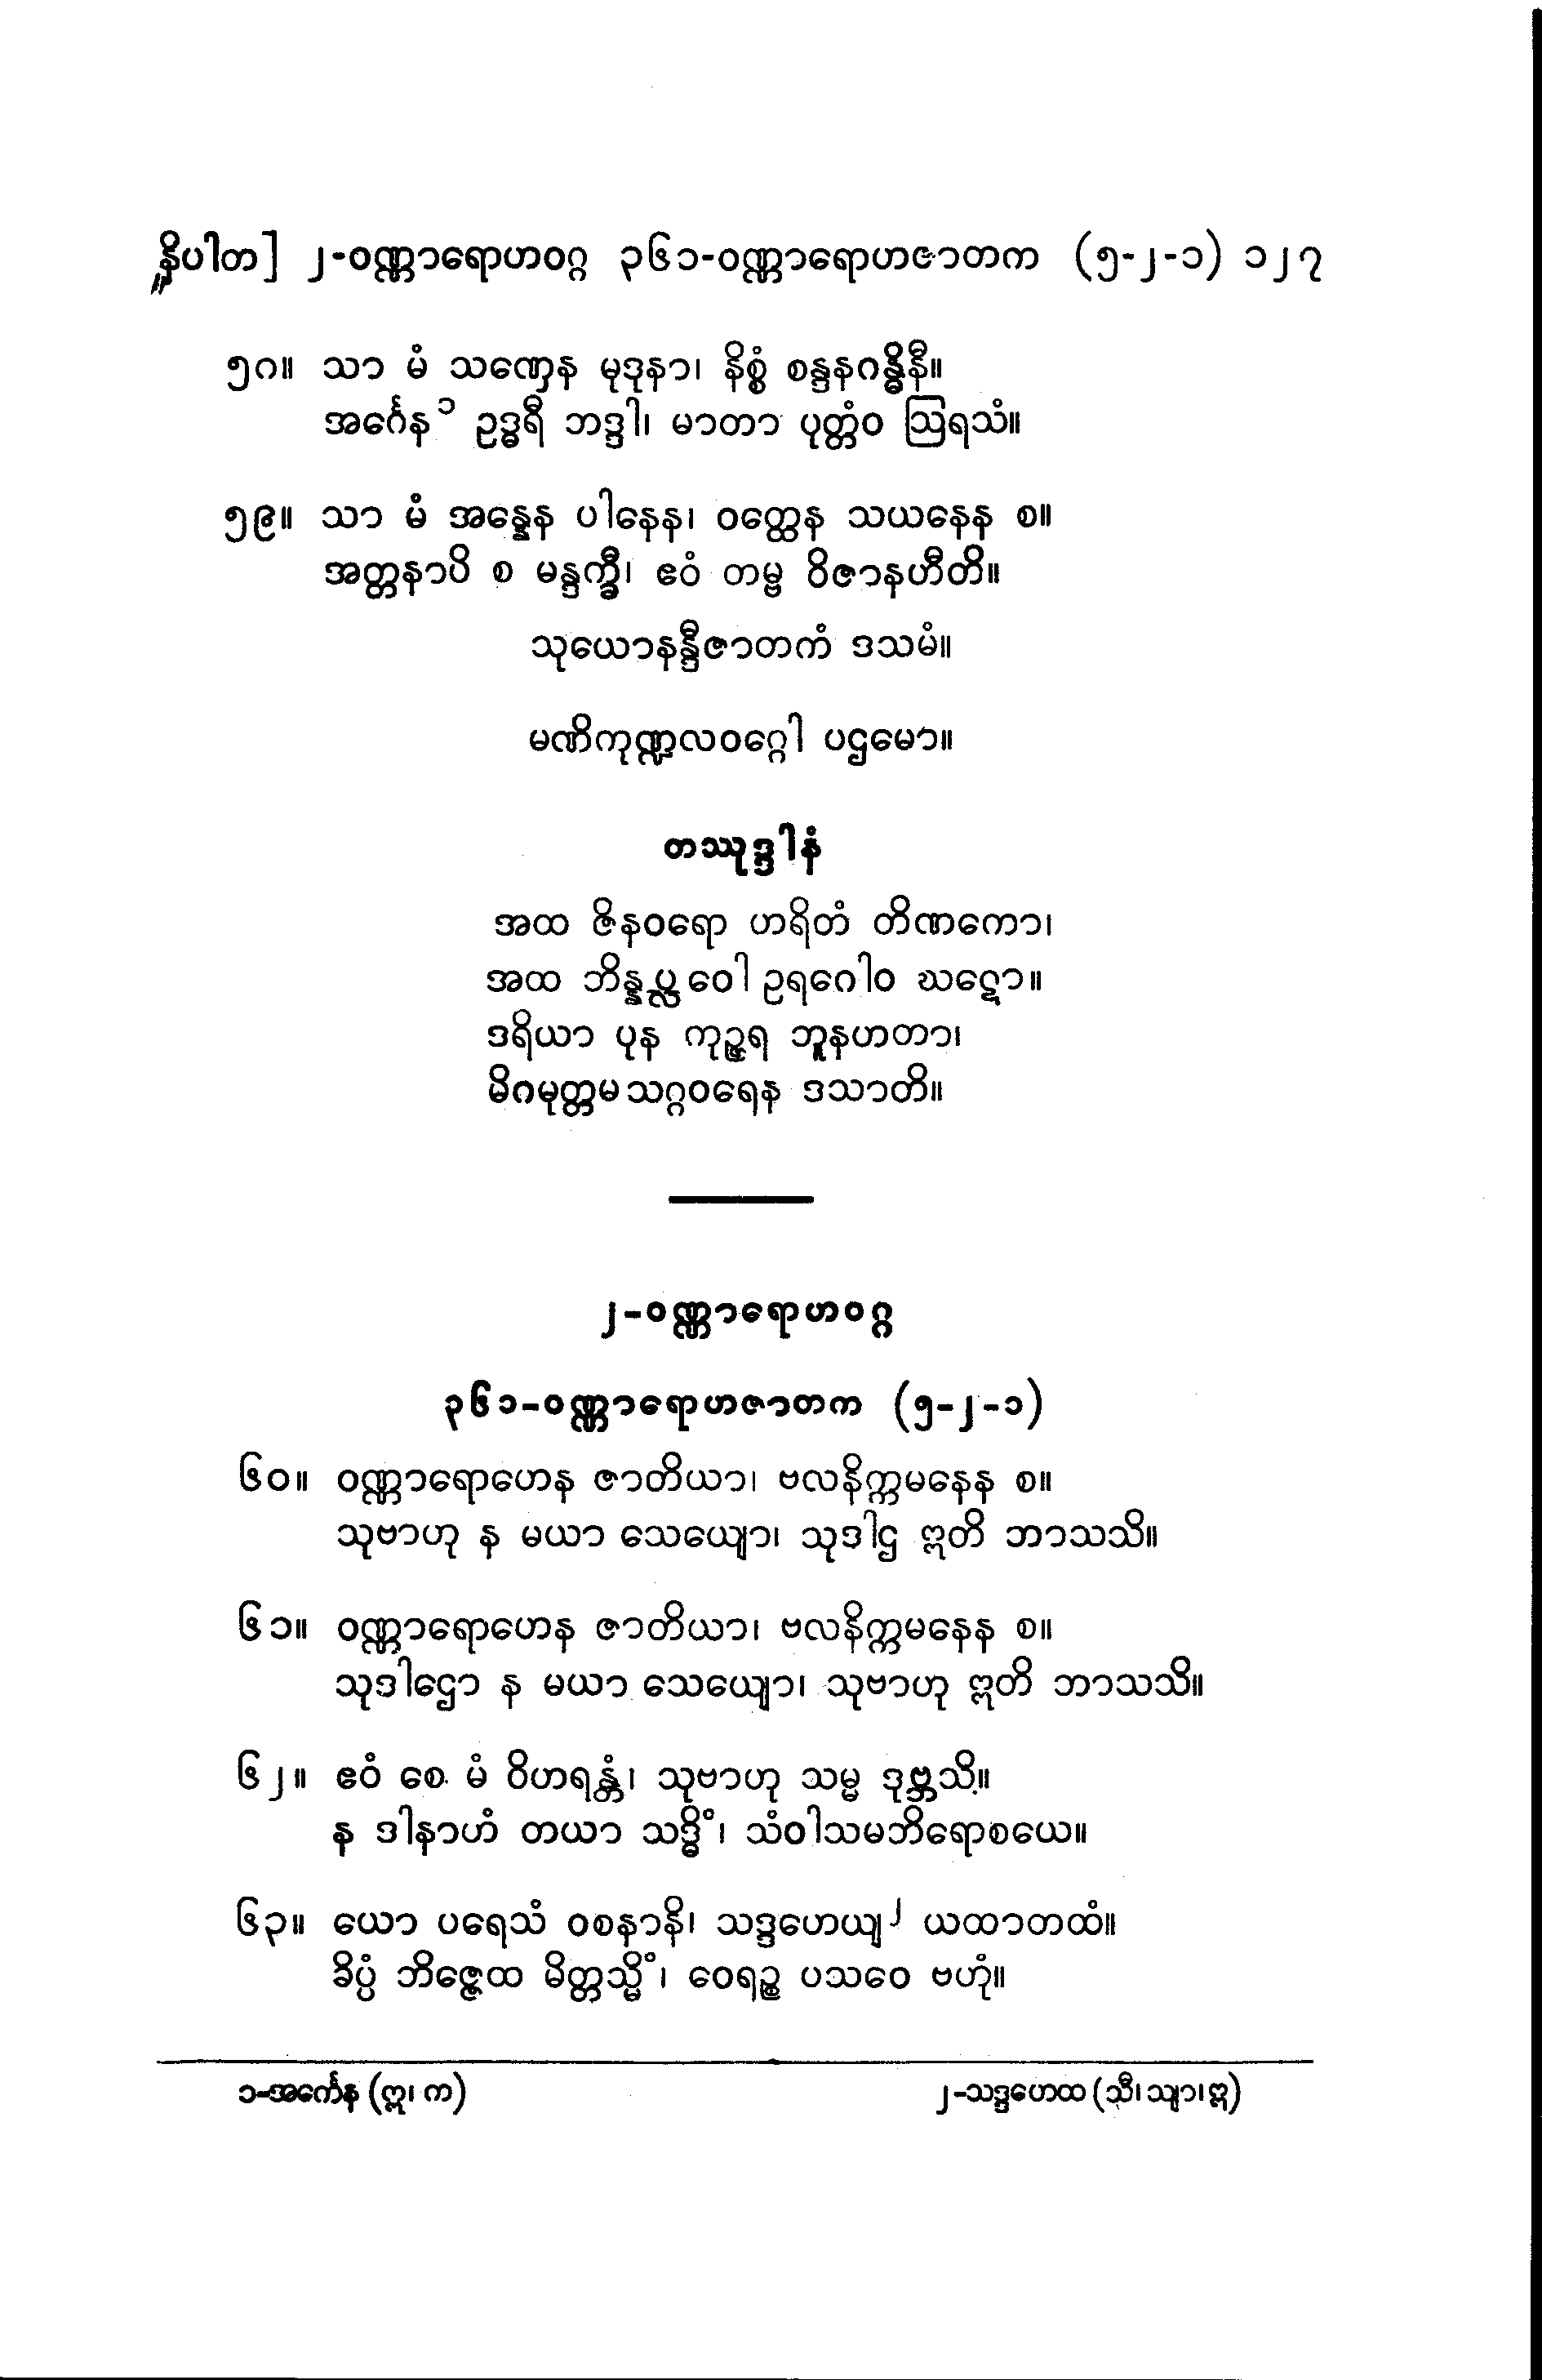 နိပါတ] ၂-ဝဏ္ဏာရောဟဝဂ္ဂ ၃၆၁-ဝဏ္ဏာရောဟဇာတက (၅-၂-၁) ၁၂၇
၅၈။ သာ မံ သဏှေန မုဒုနာ၊ နိစ္စံ စန္ဒနဂန္ဓိနီ။
အင်္ဂေန၁ ဥဒ္ဓရီ ဘဒ္ဒါ၊ မာတာ ပုတ္တံဝ ဩရသံ။
၅၉။ သာ မံ အန္နေန ပါနေန၊ ဝတ္ထေန သယနေန စ။
အတ္တနာပိ စ မန္ဒက္ခီ၊ ဧဝံ တမ္ဗ ဝိဇာနဟီတိ။
သုယောနန္ဒီဇာတကံ ဒသမံ။
မဏိကုဏ္ဍလဝဂ္ဂေါ ပဌမော။
တဿုဒ္ဒါနံ
အထ ဇိနဝရော ဟရိတံ တိဏကော၊
အထ ဘိန္နပ္လဝေါ ဥရဂေါဝ ဃဋော။
ဒရိယာ ပုန ကုဉ္ဇရ ဘူနဟတာ၊
မိဂမုတ္တမသဂ္ဂဝရေန ဒသာတိ။
၂-ဝဏ္ဏာရောဟဝဂ္ဂ
၃၆၁-ဝဏ္ဏာရောဟဇာတက (၅-၂-၁)
၆၀။ ဝဏ္ဏာရောဟေန ဇာတိယာ၊ ဗလနိက္ကမနေန စ။
သုဗာဟု န မယာ သေယျော၊ သုဒါဌ ဣတိ ဘာသသိ။
၆၁။ ဝဏ္ဏာရောဟေန ဇာတိယာ၊ ဗလနိက္ကမနေန စ။
သုဒါဌော န မယာ သေယျော၊ သုဗာဟု ဣတိ ဘာသသိ။
၆၂။ ဧဝံ စေ မံ ဝိဟရန္တံ၊ သုဗာဟု သမ္မ ဒုဗ္ဘသိ။
န ဒါနာဟံ တယာ သဒ္ဓိံ၊ သံဝါသမဘိရောစယေ။
၆၃။ ယော ပရေသံ ဝစနာနိ၊ သဒ္ဒဟေယျ၂ ယထာတထံ။
ခိပ္ပံ ဘိဇ္ဇေထ မိတ္တသ္မိံ၊ ဝေရဉ္စ ပသဝေ ဗဟုံ။
၁-အင်္ကေန (ဣ၊ က)
၂-သဒ္ဒဟေထ (သီ၊ သျာ၊ ဣ)